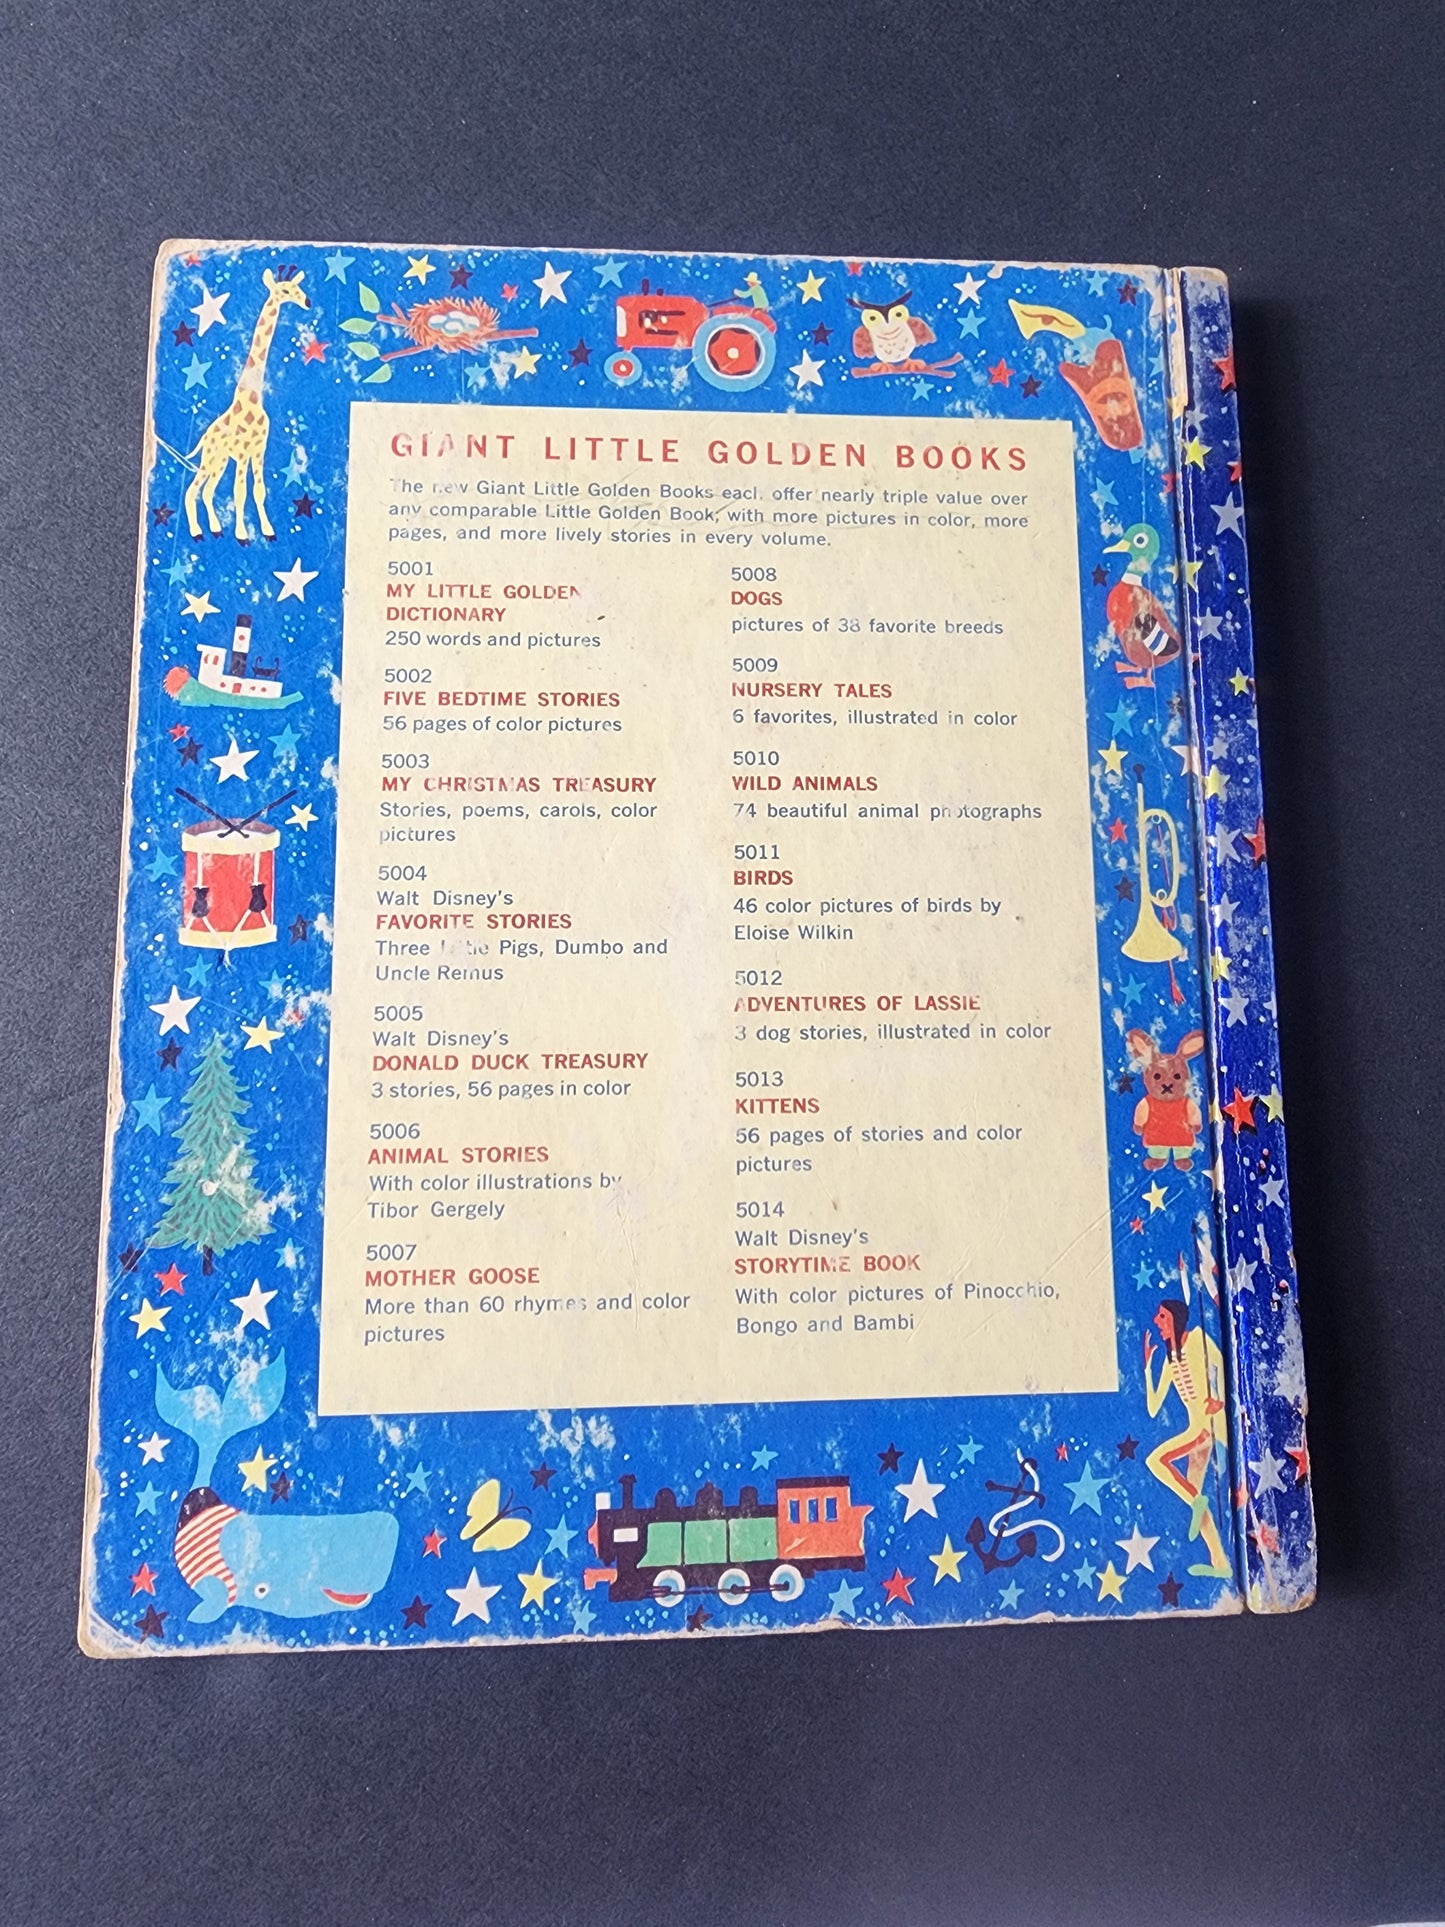 GIANT LITTLE GOLDEN BOOKS
The new Giant Little Golden Books each offer nearly triple value over
any comparable Little Golden Book; with more pictures in color, more
pages, and more lively stories in every volume.
5001
MY LITTLE GOLDEN
DICTIONARY
250 words and pictures
5002
FIVE BEDTIME STORIES
56 pages of color pictures
5003
MY CHRISTMAS TREASURY
Stories, poems, carols, color
pictures
5004
Walt Disney's
FAVORITE STORIES
Three Little Pigs, Dumbo and
Uncle Remus
5005
Walt Disney's
DONALD DUCK TREASURY
3 stories, 56 pages in color
5006
ANIMAL STORIES
With color illustrations by
Tibor Gergely
5007
MOTHER GOOSE
More than 60 rhymes and color
pictures
5008
DOGS
pictures of 38 favorite breeds
5009
NURSERY TALES
6 favorites, illustrated in color
5010
WILD ANIMALS
74 beautiful animal photographs
5011
BIRDS
46 color pictures of birds by
Eloise Wilkin
5012
ADVENTURES OF LASSIE
3 dog stories, illustrated in color
5013
KITTENS
56 pages of stories and color
pictures
5014
Walt Disney's
STORYTIME BOOK
With color pictures of Pinocchio,
Bongo and Bambi